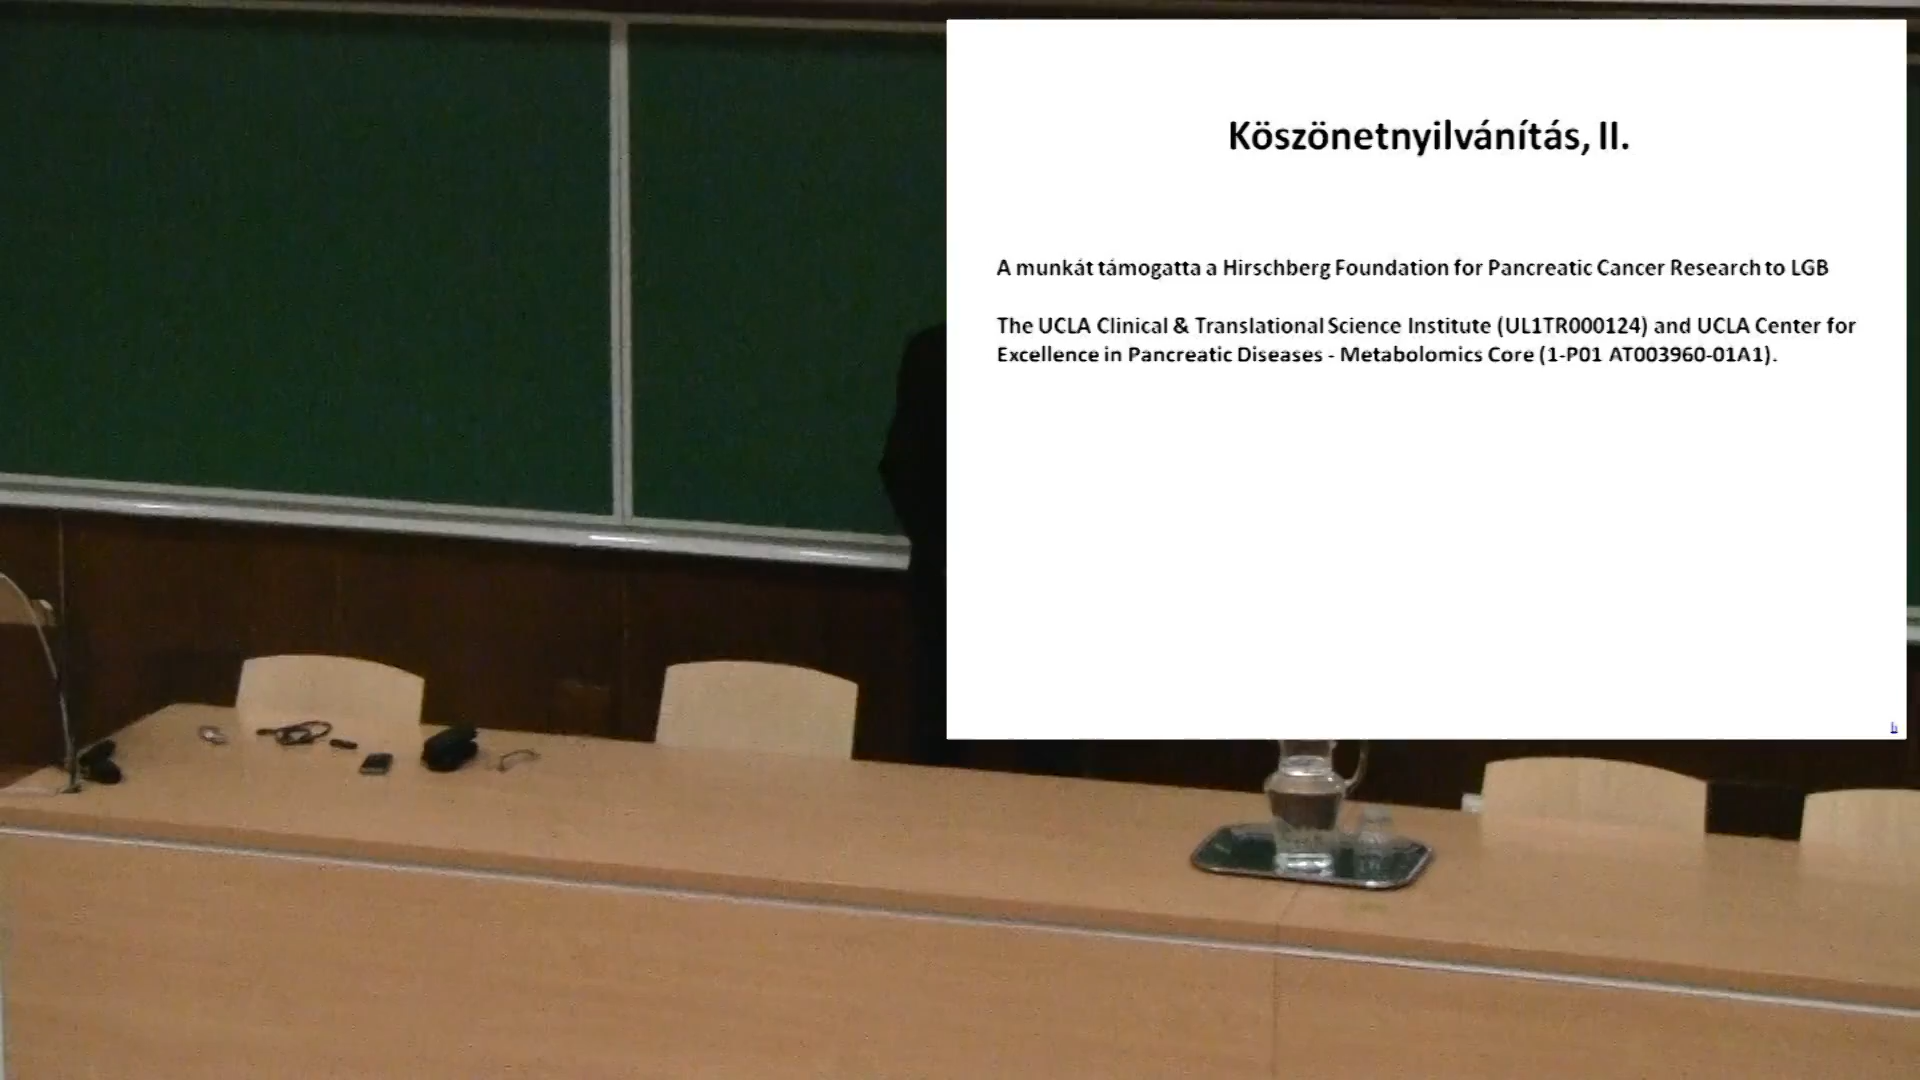 Köszönetnyilvánítás, II.
A munkát támogatta a Hirschberg Foundation for Pancreatic Cancer Research to LGB
The UCLA Clinical & Translational Science Institute (UL1TR000124) and UCLA Center for
Excellence in Pancreatic Diseases - Metabolomics Core (1-P01 AT003960-01A1).